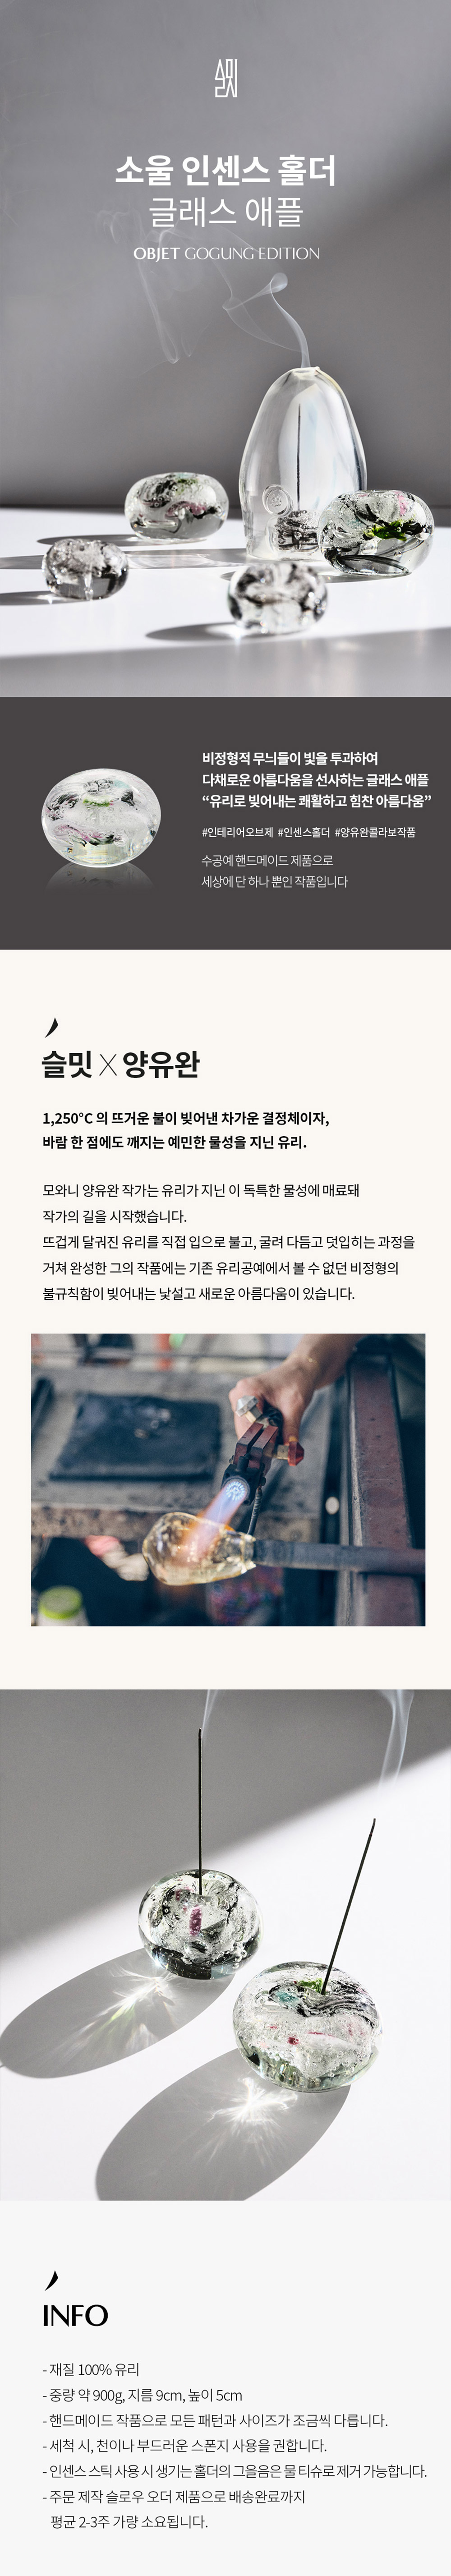 소울 인센스 홀더
글래스 애플
OBJET GOGUNG EDITION
비정형적 무늬들이 빛을 투과하여
다채로운 아름다움을 선사하는 글래스 애플
“유리로 빚어내는 쾌활하고 힘찬 아름다움”
#인테리어오브제 #인센스홀더 #양유완콜라보작품
수공예 핸드메이드 제품으로
세상에 단 하나 뿐인 작품입니다
슬밋 X 양유완
1,250°C 의 뜨거운 불이 빚어낸 차가운 결정체이자,
바람 한 점에도 깨지는 예민한 물성을 지닌 유리.
모와니 양유완 작가는 유리가 지닌 이 독특한 물성에 매료돼
작가의 길을 시작했습니다.
뜨겁게 달궈진 유리를 직접 입으로 불고, 굴려 다듬고 덧입히는 과정을
거쳐 완성한 그의 작품에는 기존 유리공예에서 볼 수 없던 비정형의
불규칙함이 빚어내는 낯설고 새로운 아름다움이 있습니다.
INFO
- 재질 100% 유리
- 중량 약 900g, 지름 9cm, 높이 5cm
- 핸드메이드 작품으로 모든 패턴과 사이즈가 조금씩 다릅니다.
- 세척 시, 천이나 부드러운 스폰지 사용을 권합니다.
- 인센스 스틱 사용 시 생기는 홀더의 그을음은 물 티슈로 제거 가능합니다.
- 주문 제작 슬로우 오더 제품으로 배송완료까지
평균 2-3주 가량 소요됩니다.